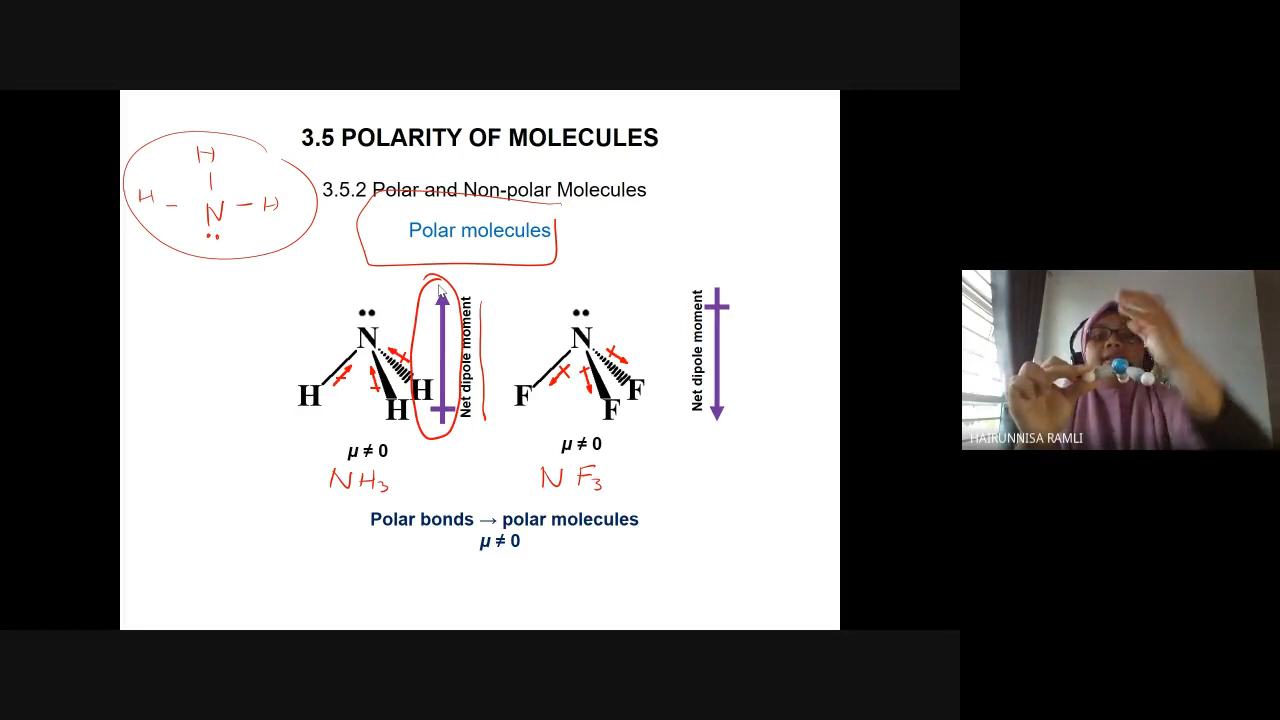 3.5 POLARITY OF MOLECULES
3.5.2 Polar and Non-polar Molecules
Polar molecules
H
H - N - H
N
H
H
H
Net dipole moment
μ ≠ 0
NH3
N
F
F
F
Net dipole moment
μ ≠ 0
NF3
Polar bonds → polar molecules
μ ≠ 0
HAIRUNNISA RAMLI